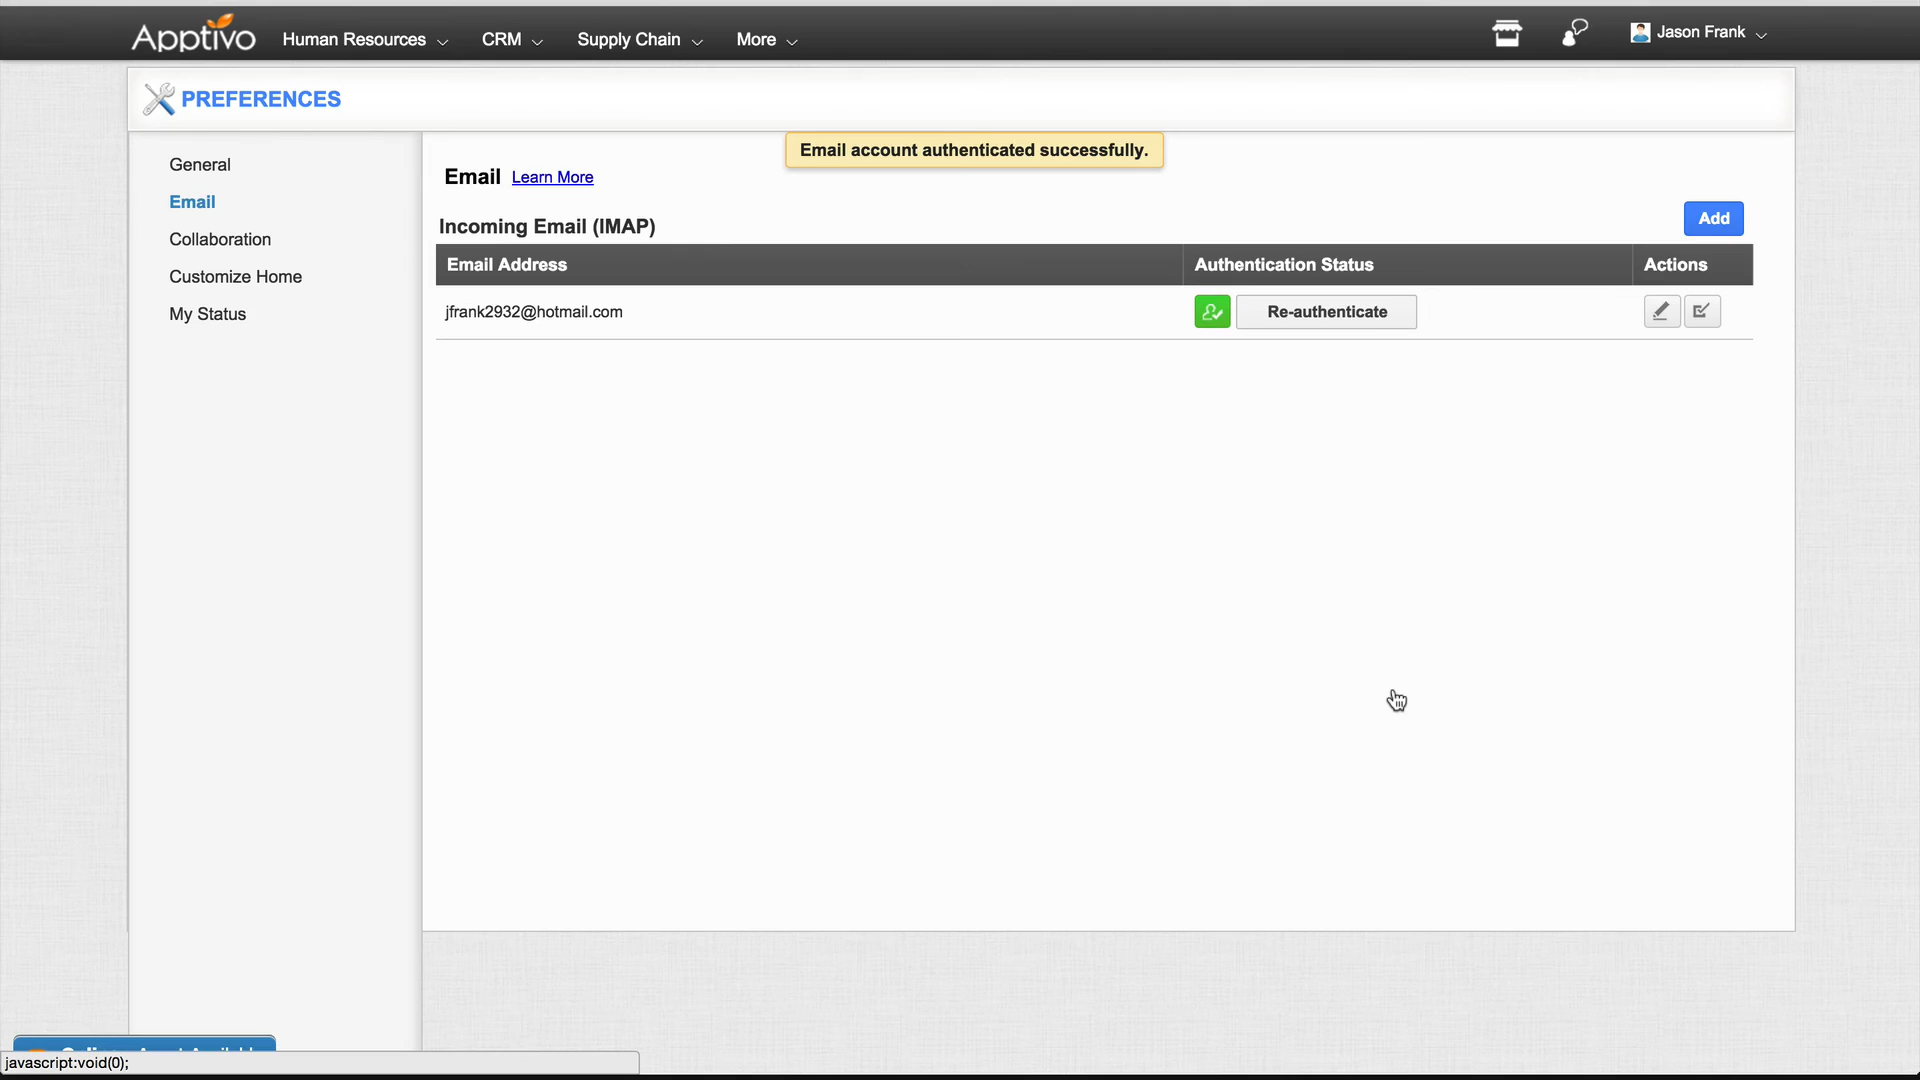 Apptivo Human Resources CRM Supply Chain More Jason Frank
PREFERENCES
General
Email
Collaboration
Customize Home
My Status
Email account authenticated successfully.
Email Learn More
Incoming Email (IMAP) Add
Email Address Authentication Status Actions
jfrank2932@hotmail.com Re-authenticate
javascript:void(0);